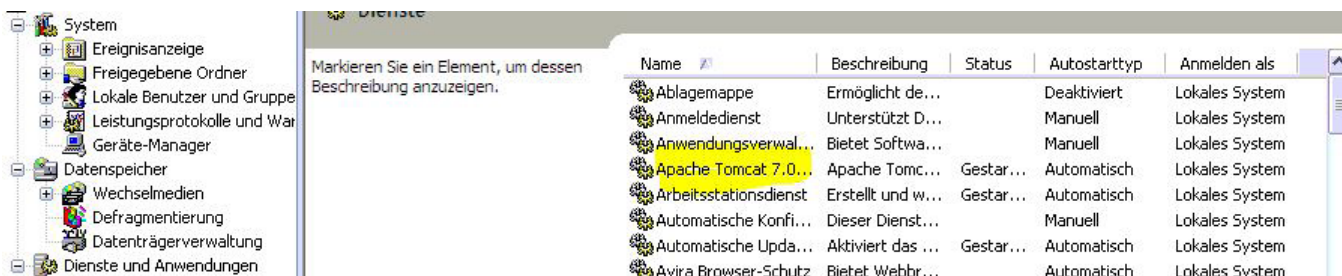 System
Ereignisanzeige
Freigegebene Ordner
Lokale Benutzer und Gruppe
Leistungsprotokolle und War
Geräte-Manager
Datenspeicher
Wechselmedien
Defragmentierung
Datenträgerverwaltung
Dienste und Anwendungen
Dienste
Markieren Sie ein Element, um dessen
Beschreibung anzuzeigen.
Name Beschreibung Status Autostarttyp Anmelden als
Ablagemappe Ermöglicht de... Deaktiviert Lokales System
Anmeldedienst Unterstützt D... Manuell Lokales System
Anwendungsverwal... Bietet Softwa... Manuell Lokales System
Apache Tomcat 7.0... Apache Tomc... Gestar... Automatisch Lokales System
Arbeitsstationsdienst Erstellt und w... Gestar... Automatisch Lokales System
Automatische Konfi... Dieser Dienst... Manuell Lokales System
Automatische Upda... Aktiviert das ... Gestar... Automatisch Lokales System
Avira Browser-Schutz Bietet Webbr... Automatisch Lokales System